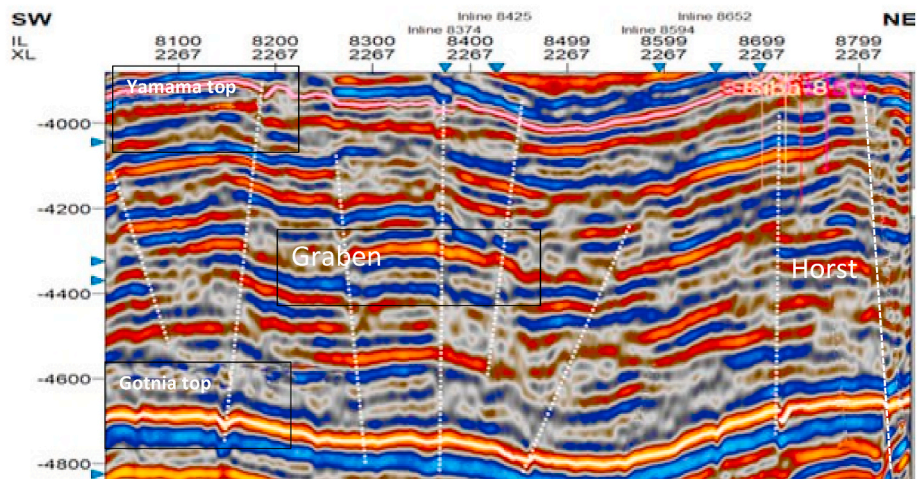 SW NE
Inline 8425 Inline 8652
Inline 8374 Inline 8594
IL 8100 8200 8300 8400 8499 8599 8699 8799
XL 2267 2267 2267 2267 2267 2267 2267 2267
Yamama top
-4000
-4200
Graben
Horst
-4400
-4600
Gotnia top
-4800